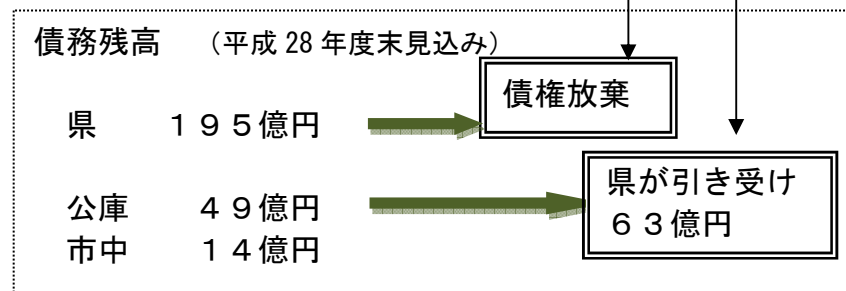 債務残高　（平成 28 年度末見込み）
債権放棄
県　１９５億円
県が引き受け
６３億円
公庫　４９億円
市中　１４億円